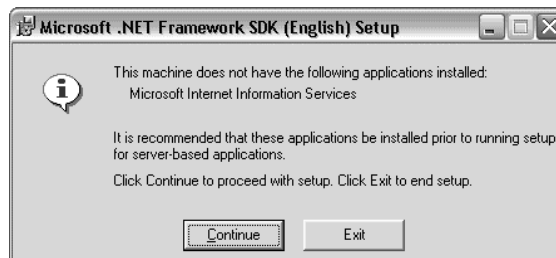 Microsoft .NET Framework SDK (English) Setup
This machine does not have the following applications installed:
Microsoft Internet Information Services
It is recommended that these applications be installed prior to running setup
for server-based applications.
Click Continue to proceed with setup. Click Exit to end setup.
Continue Exit